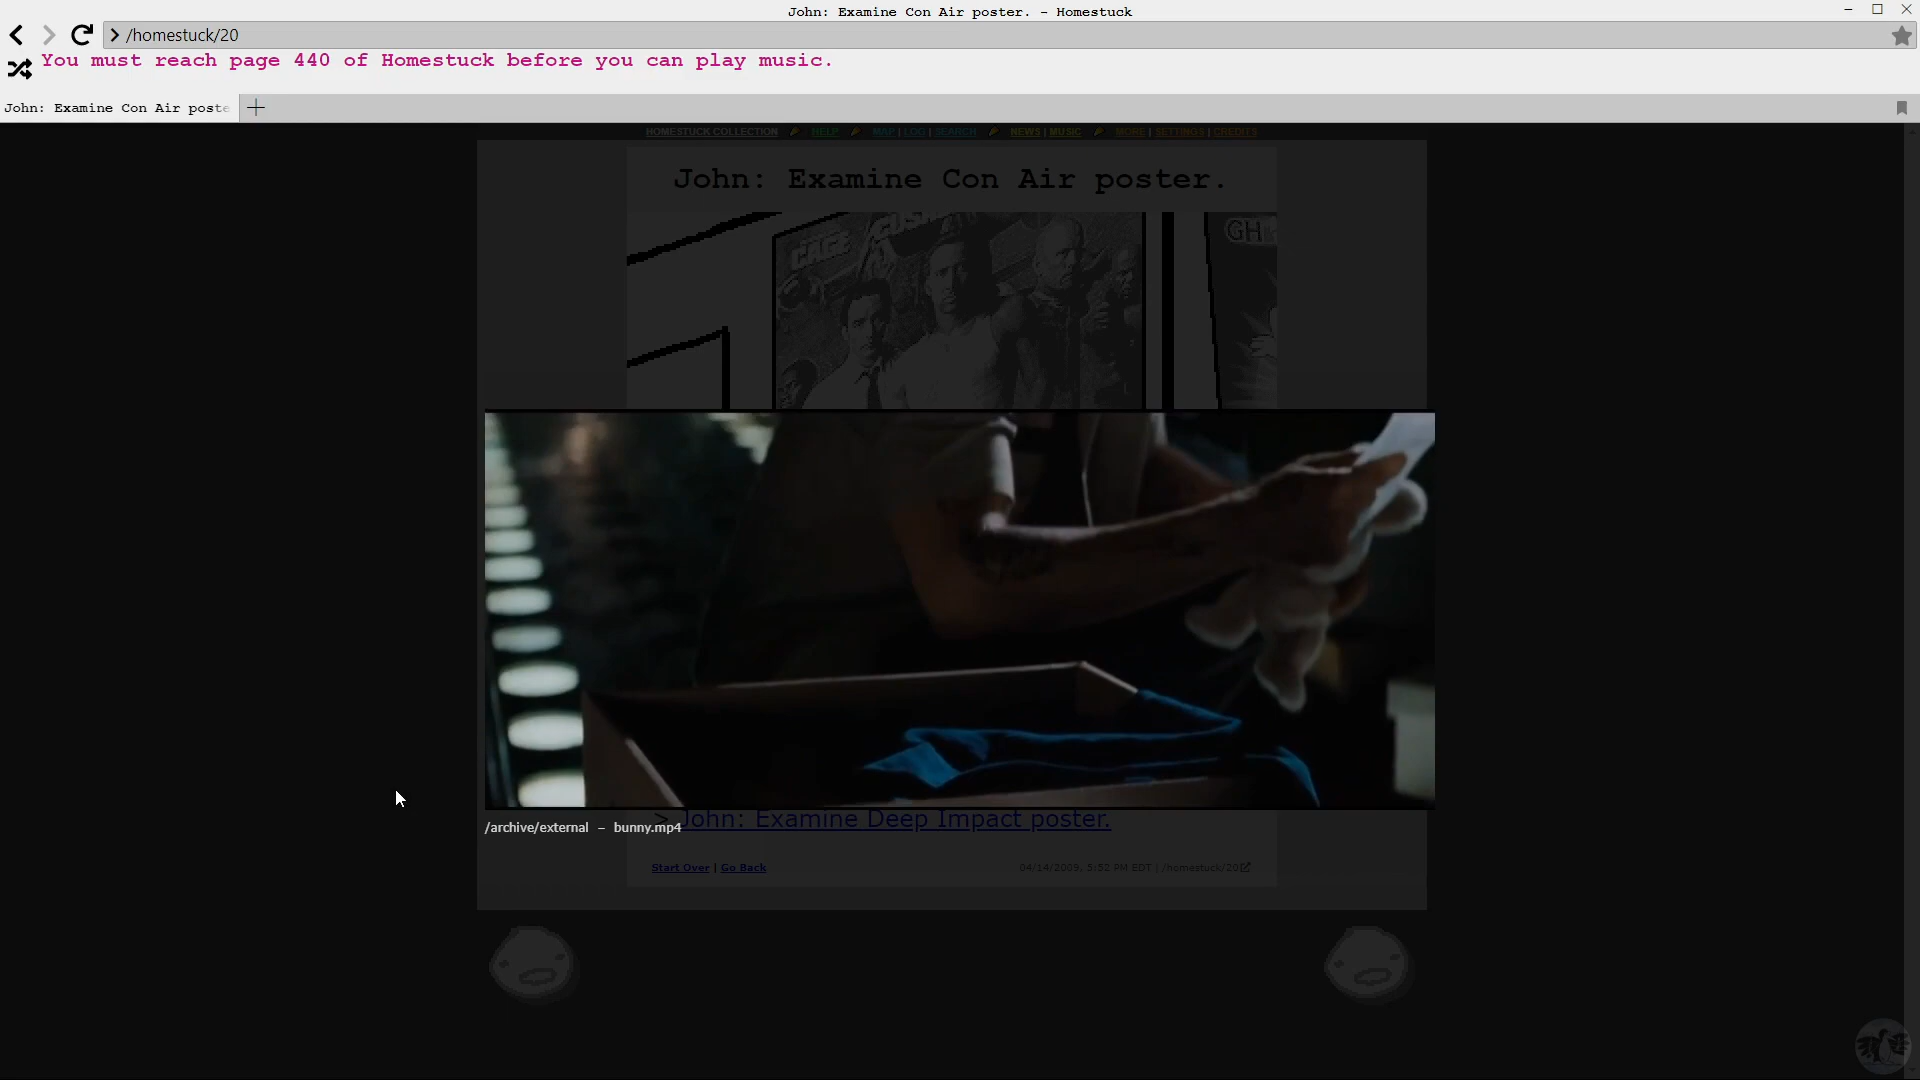 John: Examine Con Air poster. - Homestuck
/homestuck/20
You must reach page 440 of Homestuck before you can play music.
John: Examine Con Air poste
HOMESTUCK COLLECTION HELP MAP | LOG | SEARCH NEWS | MUSIC MORE | SETTINGS | CREDITS
John: Examine Con Air poster.
CAGE CUSA
GH
> John: Examine Deep Impact poster.
/archive/external – bunny.mp4
Start Over | Go Back
04/14/2009, 5:52 PM EDT | /homestuck/20